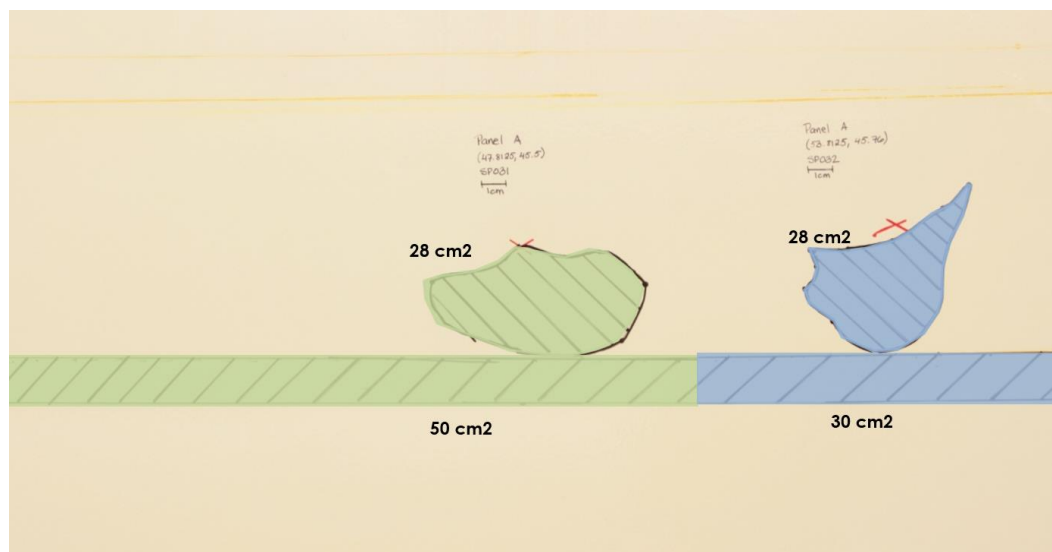 Panel A
(47.8125, 45.5)
SP031
1cm
Panel A
(53.8125, 45.76)
SP032
1cm
28 cm2
28 cm2
50 cm2
30 cm2